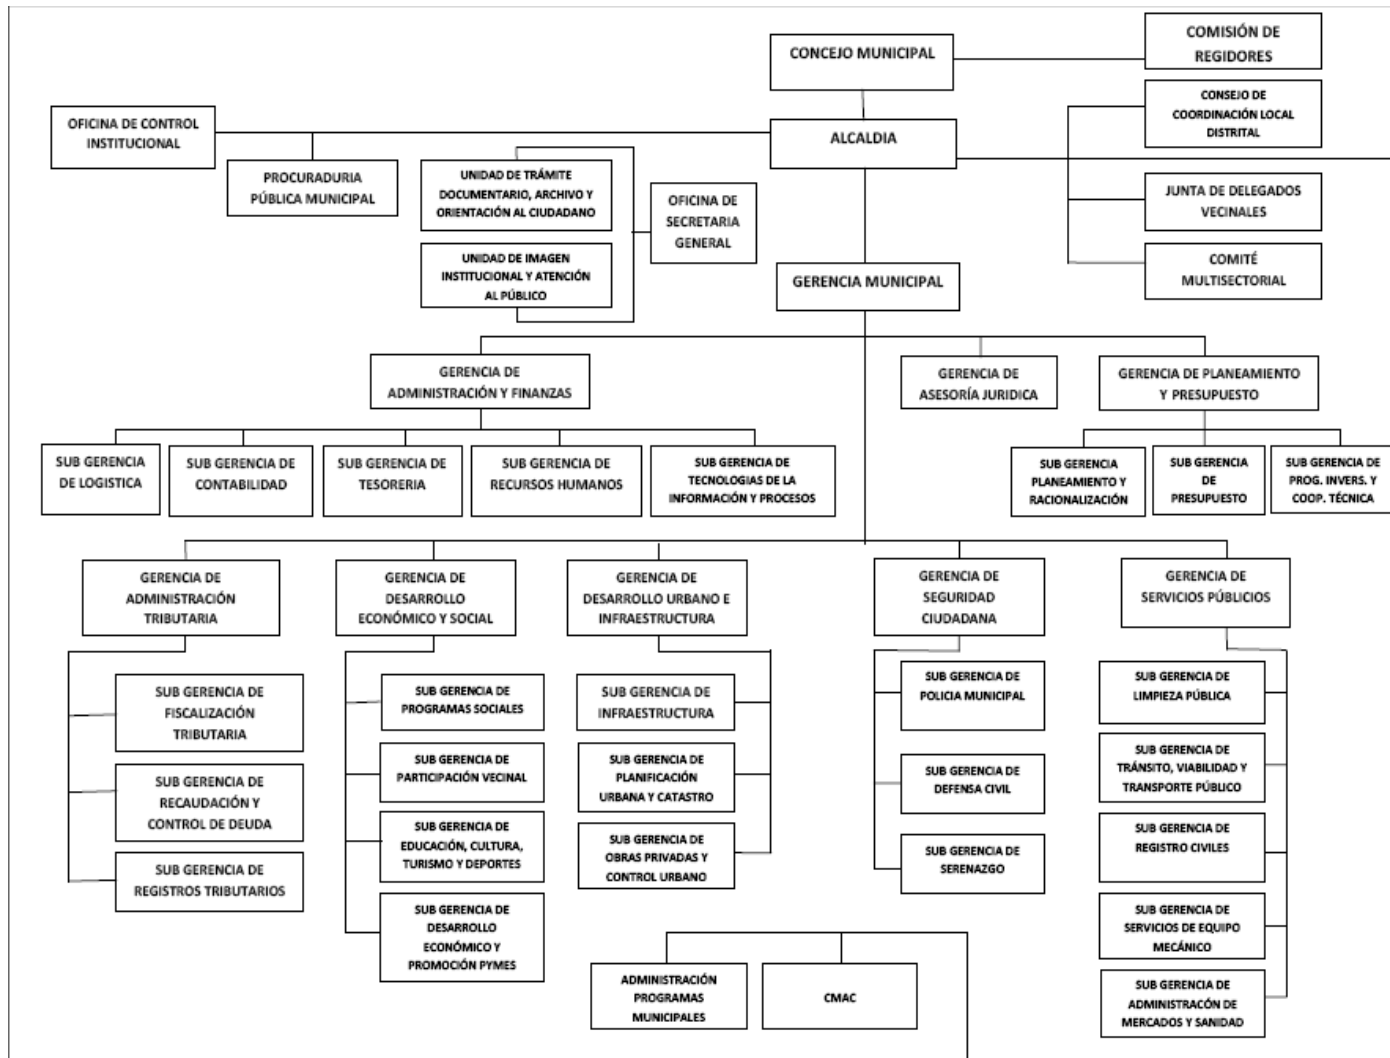 CONCEJO MUNICIPAL
COMISIÓN DE
REGIDORES
CONSEJO DE
COORDINACIÓN LOCAL
DISTRITAL
OFICINA DE CONTROL
INSTITUCIONAL
ALCALDIA
PROCURADURIA
PÚBLICA MUNICIPAL
UNIDAD DE TRÁMITE
DOCUMENTARIO, ARCHIVO Y
ORIENTACIÓN AL CIUDADANO
OFICINA DE
SECRETARIA
GENERAL
JUNTA DE DELEGADOS
VECINALES
UNIDAD DE IMAGEN
INSTITUCIONAL Y ATENCIÓN
AL PÚBLICO
GERENCIA MUNICIPAL
COMITÉ
MULTISECTORIAL
GERENCIA DE
ADMINISTRACIÓN Y FINANZAS
GERENCIA DE
ASESORÍA JURIDICA
GERENCIA DE PLANEAMIENTO
Y PRESUPUESTO
SUB GERENCIA
DE LOGISTICA
SUB GERENCIA DE
CONTABILIDAD
SUB GERENCIA DE
TESORERIA
SUB GERENCIA DE
RECURSOS HUMANOS
SUB GERENCIA DE
TECNOLOGIAS DE LA
INFORMACIÓN Y PROCESOS
SUB GERENCIA
PLANEAMIENTO Y
RACIONALIZACIÓN
SUB GERENCIA
DE
PRESUPUESTO
SUB GERENCIA DE
PROG. INVERS. Y
COOP. TÉCNICA
GERENCIA DE
ADMINISTRACIÓN
TRIBUTARIA
GERENCIA DE
DESARROLLO
ECONÓMICO Y SOCIAL
GERENCIA DE
DESARROLLO URBANO E
INFRAESTRUCTURA
GERENCIA DE
SEGURIDAD
CIUDADANA
GERENCIA DE
SERVICIOS PÚBLICIOS
SUB GERENCIA DE
FISCALIZACIÓN
TRIBUTARIA
SUB GERENCIA DE
RECAUDACIÓN Y
CONTROL DE DEUDA
SUB GERENCIA DE
REGISTROS TRIBUTARIOS
SUB GERENCIA DE
PROGRAMAS SOCIALES
SUB GERENCIA DE
PARTICIPACIÓN VECINAL
SUB GERENCIA DE
EDUCACIÓN, CULTURA,
TURISMO Y DEPORTES
SUB GERENCIA DE
DESARROLLO
ECONÓMICO Y
PROMOCIÓN PYMES
SUB GERENCIA DE
INFRAESTRUCTURA
SUB GERENCIA DE
PLANIFICACIÓN
URBANA Y CATASTRO
SUB GERENCIA DE
OBRAS PRIVADAS Y
CONTROL URBANO
SUB GERENCIA DE
POLICIA MUNICIPAL
SUB GERENCIA DE
DEFENSA CIVIL
SUB GERENCIA DE
SERENAZGO
SUB GERENCIA DE
LIMPIEZA PÚBLICA
SUB GERENCIA DE
TRÁNSITO, VIABILIDAD Y
TRANSPORTE PÚBLICO
SUB GERENCIA DE
REGISTRO CIVILES
SUB GERENCIA DE
SERVICIOS DE EQUIPO
MECÁNICO
SUB GERENCIA DE
ADMINISTRACÓN DE
MERCADOS Y SANIDAD
ADMINISTRACIÓN
PROGRAMAS
MUNICIPALES
CMAC